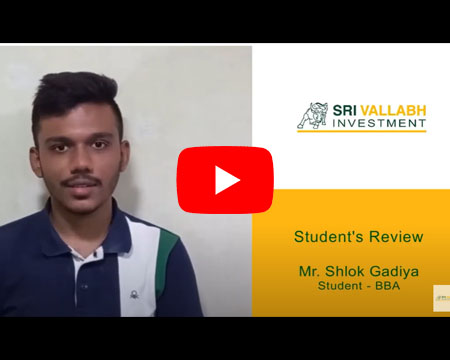 SRI VALLABH
INVESTMENT
Student's Review
Mr. Shlok Gadiya
Student - BBA